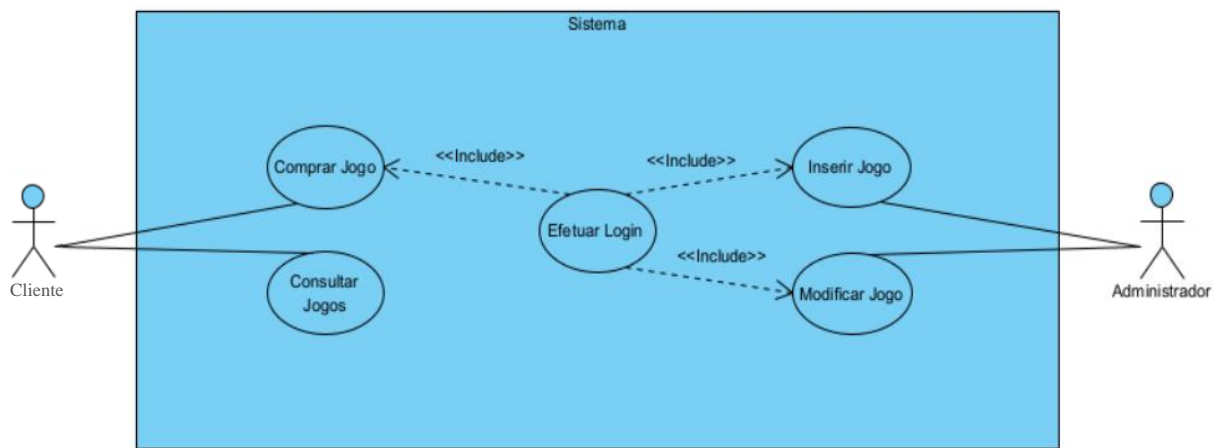 Sistema
Comprar Jogo
<<Include>>
<<Include>>
Inserir Jogo
Efetuar Login
<<Include>>
Consultar
Jogos
Modificar Jogo
Cliente
Administrador